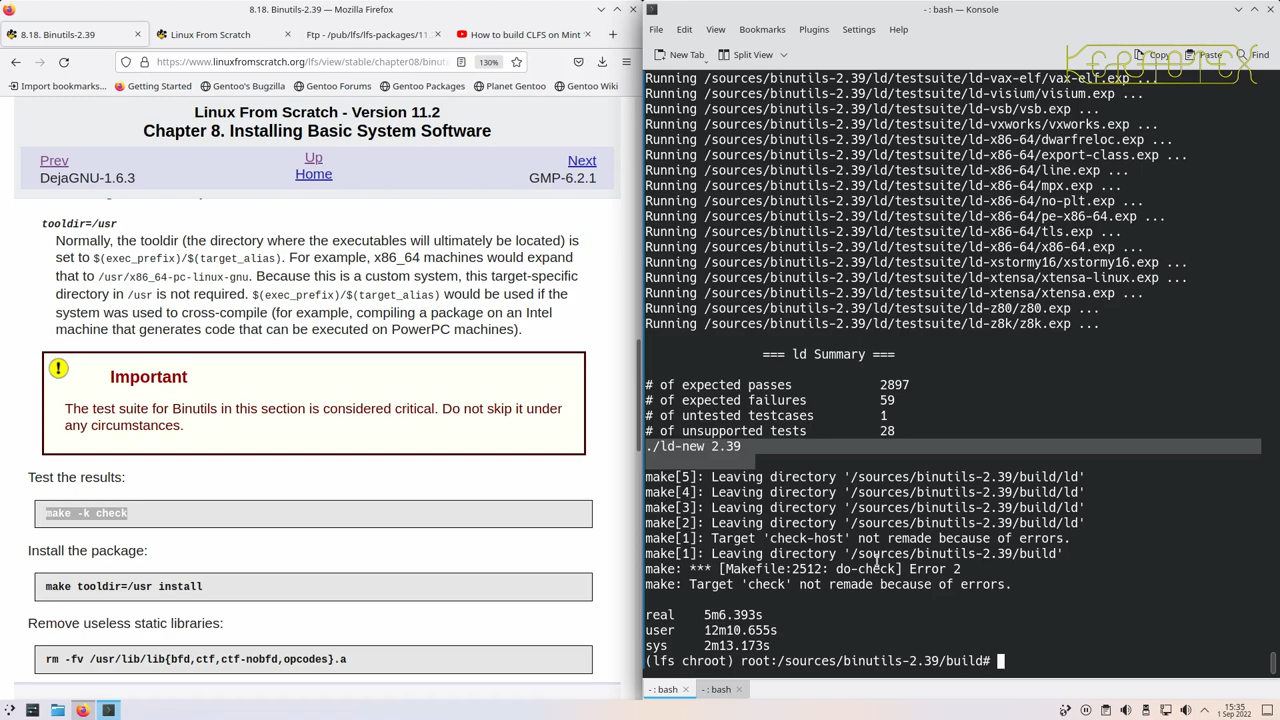 8.18. Binutils-2.39 — Mozilla Firefox
8.18. Binutils-2.39
Linux From Scratch
Ftp - /pub/lfs/lfs-packages/11.
How to build CLFS on Mint
https://www.linuxfromscratch.org/lfs/view/stable/chapter08/binut
130%
Import bookmarks...
Getting Started
Gentoo's Bugzilla
Gentoo Forums
Gentoo Packages
Planet Gentoo
Gentoo Wiki
Linux From Scratch - Version 11.2
Chapter 8. Installing Basic System Software
Prev
Up
Next
DejaGNU-1.6.3
Home
GMP-6.2.1
tooldir=/usr
Normally, the tooldir (the directory where the executables will ultimately be located) is
set to $(exec_prefix)/$(target_alias). For example, x86_64 machines would expand
that to /usr/x86_64-pc-linux-gnu. Because this is a custom system, this target-specific
directory in /usr is not required. $(exec_prefix)/$(target_alias) would be used if the
system was used to cross-compile (for example, compiling a package on an Intel
machine that generates code that can be executed on PowerPC machines).
Important
The test suite for Binutils in this section is considered critical. Do not skip it under
any circumstances.
Test the results:
make -k check
Install the package:
make tooldir=/usr install
Remove useless static libraries:
rm -fv /usr/lib/lib{bfd,ctf,ctf-nobfd,opcodes}.a
- : bash — Konsole
File Edit View Bookmarks Plugins Settings Help
New Tab
Split View
Copy
Paste
Find
KERNOTEX
Running /sources/binutils-2.39/ld/testsuite/ld-vax-elf/vax-elf.exp ...
Running /sources/binutils-2.39/ld/testsuite/ld-visium/visium.exp ...
Running /sources/binutils-2.39/ld/testsuite/ld-vsb/vsb.exp ...
Running /sources/binutils-2.39/ld/testsuite/ld-vxworks/vxworks.exp ...
Running /sources/binutils-2.39/ld/testsuite/ld-x86-64/dwarfreloc.exp ...
Running /sources/binutils-2.39/ld/testsuite/ld-x86-64/export-class.exp ...
Running /sources/binutils-2.39/ld/testsuite/ld-x86-64/line.exp ...
Running /sources/binutils-2.39/ld/testsuite/ld-x86-64/mpx.exp ...
Running /sources/binutils-2.39/ld/testsuite/ld-x86-64/no-plt.exp ...
Running /sources/binutils-2.39/ld/testsuite/ld-x86-64/pe-x86-64.exp ...
Running /sources/binutils-2.39/ld/testsuite/ld-x86-64/tls.exp ...
Running /sources/binutils-2.39/ld/testsuite/ld-x86-64/x86-64.exp ...
Running /sources/binutils-2.39/ld/testsuite/ld-xstormy16/xstormy16.exp ...
Running /sources/binutils-2.39/ld/testsuite/ld-xtensa/xtensa-linux.exp ...
Running /sources/binutils-2.39/ld/testsuite/ld-xtensa/xtensa.exp ...
Running /sources/binutils-2.39/ld/testsuite/ld-z80/z80.exp ...
Running /sources/binutils-2.39/ld/testsuite/ld-z8k/z8k.exp ...
=== ld Summary ===
# of expected passes 2897
# of expected failures 59
# of untested testcases 1
# of unsupported tests 28
./ld-new 2.39
make[5]: Leaving directory '/sources/binutils-2.39/build/ld'
make[4]: Leaving directory '/sources/binutils-2.39/build/ld'
make[3]: Leaving directory '/sources/binutils-2.39/build/ld'
make[2]: Leaving directory '/sources/binutils-2.39/build/ld'
make[1]: Target 'check-host' not remade because of errors.
make[1]: Leaving directory '/sources/binutils-2.39/build'
make: *** [Makefile:2512: do-check] Error 2
make: Target 'check' not remade because of errors.
real 5m6.393s
user 12m10.655s
sys 2m13.173s
(lfs chroot) root:/sources/binutils-2.39/build#
- : bash
- : bash
15:35
1 Sep 2022